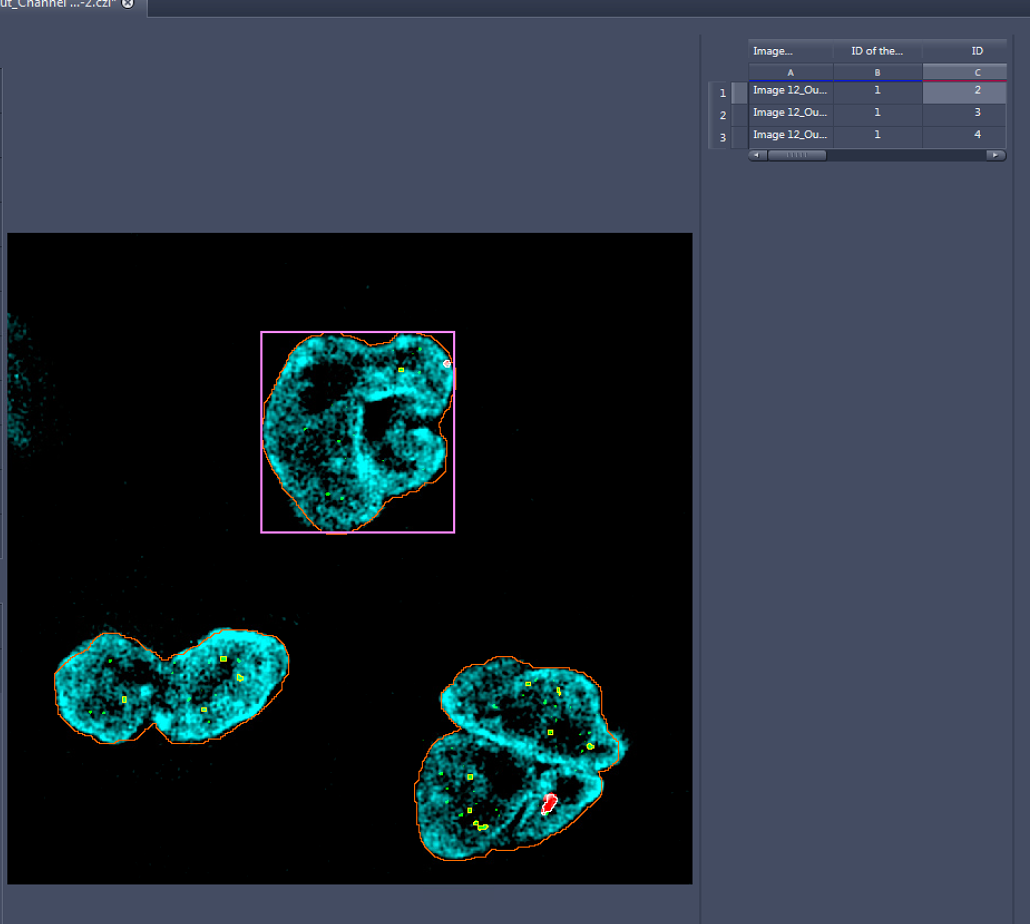 ut_Channel ...-2.czi*
Image... ID of the... ID
A B C
1 Image 12_Ou... 1 2
2 Image 12_Ou... 1 3
3 Image 12_Ou... 1 4